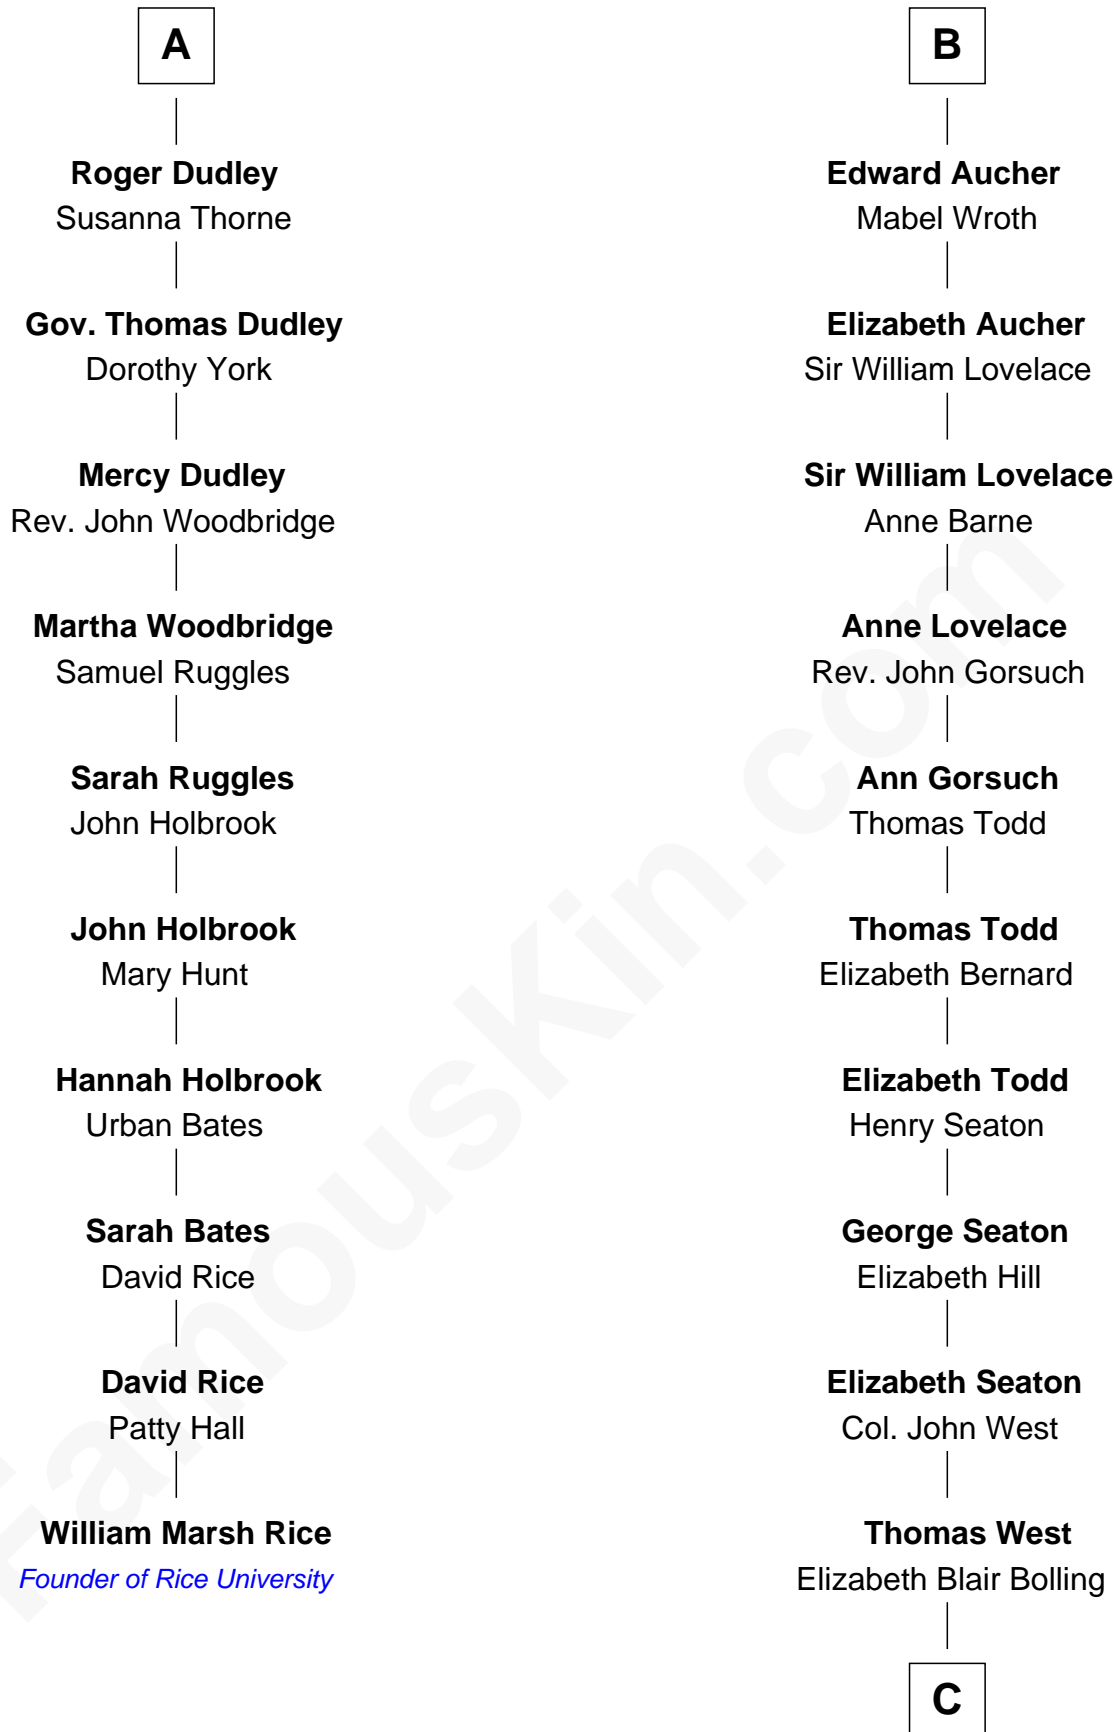 A
Roger Dudley
Susanna Thorne
Gov. Thomas Dudley
Dorothy York
Mercy Dudley
Rev. John Woodbridge
Martha Woodbridge
Samuel Ruggles
Sarah Ruggles
John Holbrook
John Holbrook
Mary Hunt
Hannah Holbrook
Urban Bates
Sarah Bates
David Rice
David Rice
Patty Hall
William Marsh Rice
Founder of Rice University
B
Edward Aucher
Mabel Wroth
Elizabeth Aucher
Sir William Lovelace
Sir William Lovelace
Anne Barne
Anne Lovelace
Rev. John Gorsuch
Ann Gorsuch
Thomas Todd
Thomas Todd
Elizabeth Bernard
Elizabeth Todd
Henry Seaton
George Seaton
Elizabeth Hill
Elizabeth Seaton
Col. John West
Thomas West
Elizabeth Blair Bolling
C
FamousKin.com